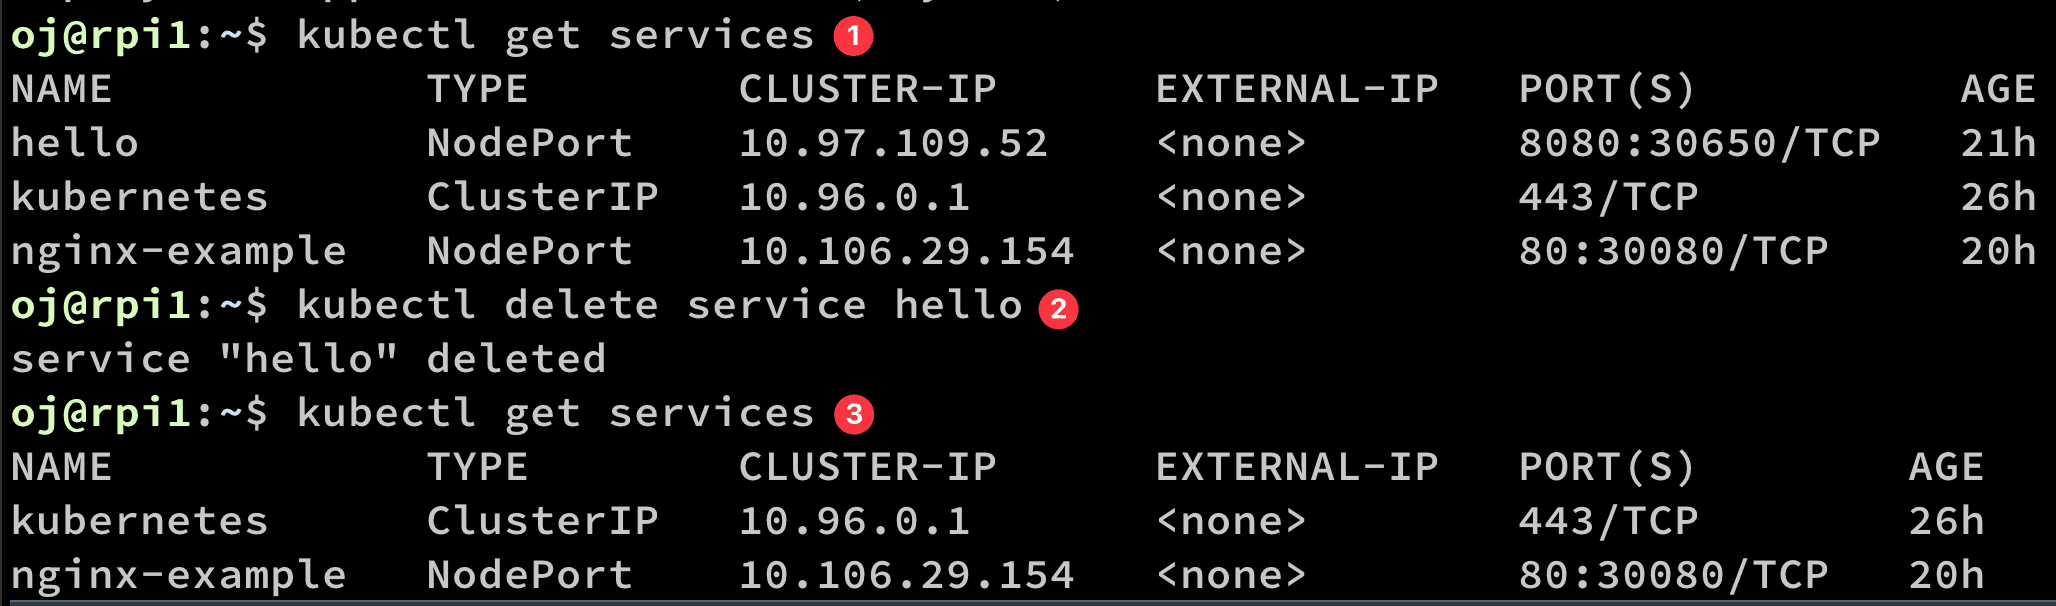 oj@rpi1:~$ kubectl get services 1
NAME TYPE CLUSTER-IP EXTERNAL-IP PORT(S) AGE
hello NodePort 10.97.109.52 <none> 8080:30650/TCP 21h
kubernetes ClusterIP 10.96.0.1 <none> 443/TCP 26h
nginx-example NodePort 10.106.29.154 <none> 80:30080/TCP 20h
oj@rpi1:~$ kubectl delete service hello 2
service "hello" deleted
oj@rpi1:~$ kubectl get services 3
NAME TYPE CLUSTER-IP EXTERNAL-IP PORT(S) AGE
kubernetes ClusterIP 10.96.0.1 <none> 443/TCP 26h
nginx-example NodePort 10.106.29.154 <none> 80:30080/TCP 20h